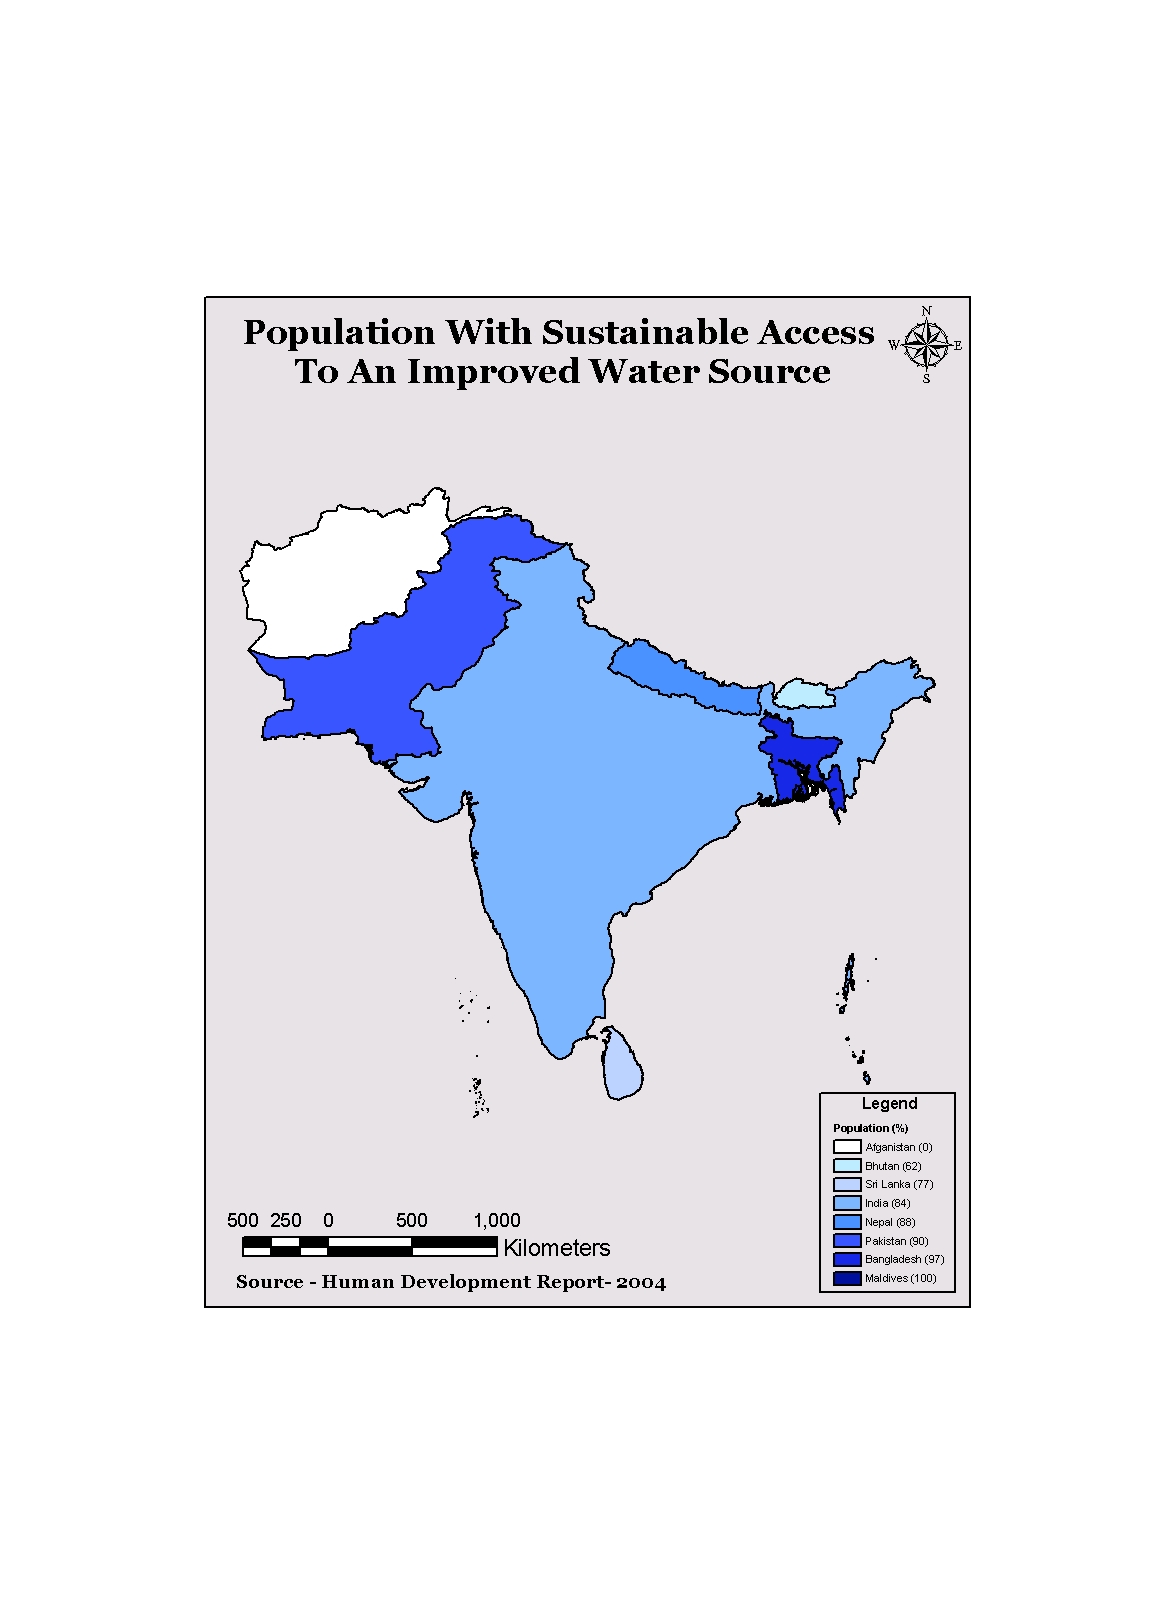 Population With Sustainable Access
To An Improved Water Source
N
W E
S
Legend
Population (%)
Afganistan (0)
Bhutan (62)
Sri Lanka (77)
India (84)
Nepal (88)
Pakistan (90)
Bangladesh (97)
Maldives (100)
500 250 0 500 1,000
Kilometers
Source - Human Development Report- 2004